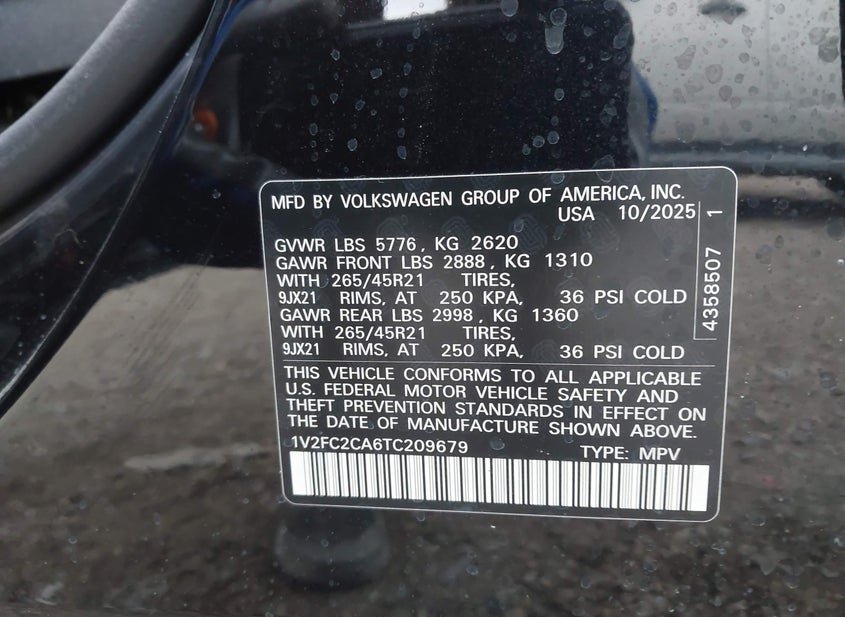 MFD BY VOLKSWAGEN GROUP OF AMERICA, INC.
USA 10/2025
GVWR LBS 5776, KG 2620
GAWR FRONT LBS 2888, KG 1310
WITH 265/45R21 TIRES,
9JX21 RIMS, AT 250 KPA, 36 PSI COLD
GAWR REAR LBS 2998, KG 1360
WITH 265/45R21 TIRES,
9JX21 RIMS, AT 250 KPA, 36 PSI COLD
THIS VEHICLE CONFORMS TO ALL APPLICABLE
U.S. FEDERAL MOTOR VEHICLE SAFETY AND
THEFT PREVENTION STANDARDS IN EFFECT ON
THE DATE OF MANUFACTURE SHOWN ABOVE.
1V2FC2CA6TC209679 TYPE: MPV
4358507 1